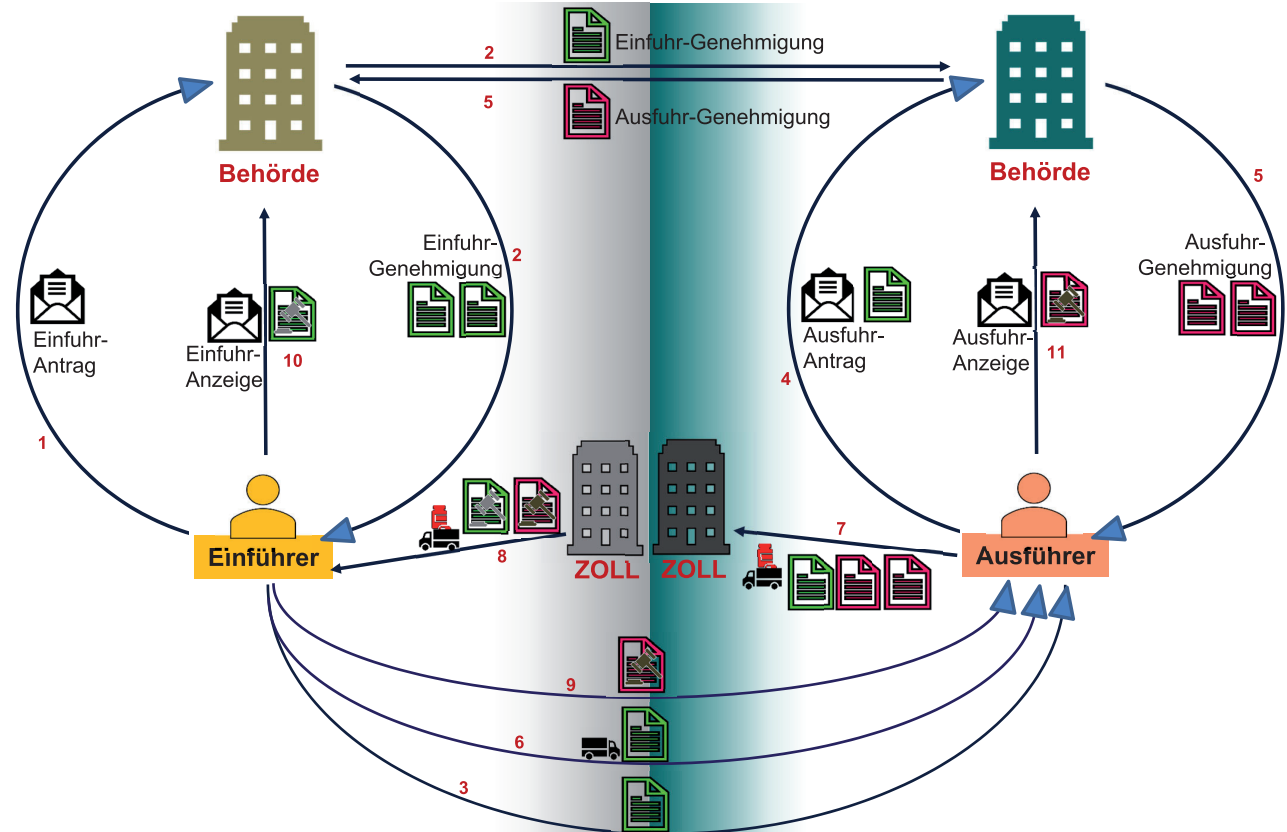 2
Einfuhr-Genehmigung
5
Ausfuhr-Genehmigung
Behörde
Behörde
5
2
Einfuhr-
Genehmigung
Ausfuhr-
Genehmigung
Einfuhr-
Antrag
Einfuhr-
Anzeige
10
Ausfuhr-
Antrag
Ausfuhr-
Anzeige
11
4
1
7
8
Einführer
ZOLL
ZOLL
Ausführer
9
6
3